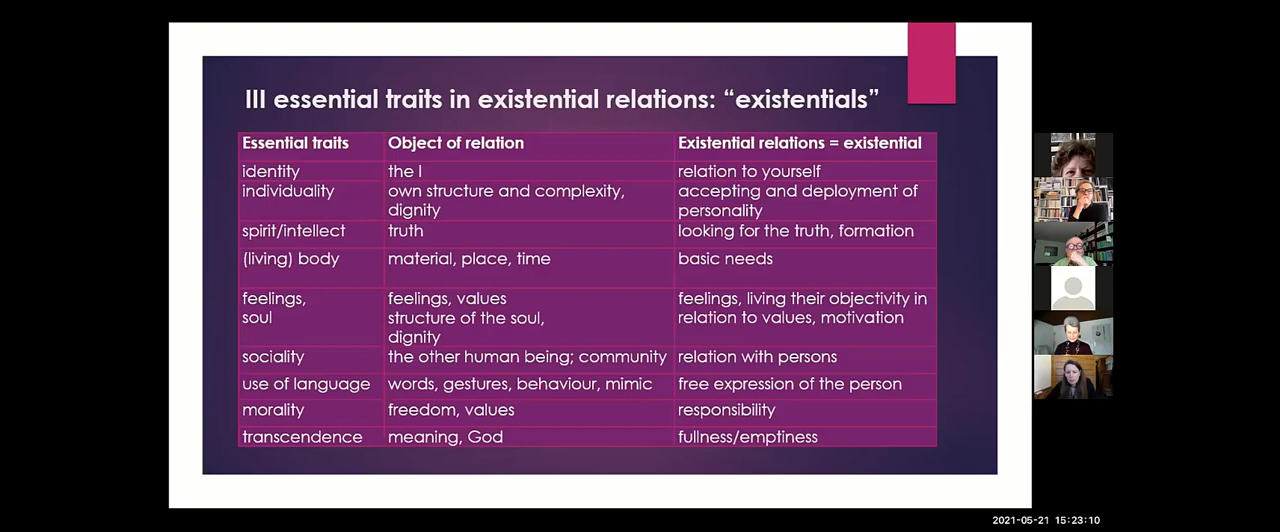 III essential traits in existential relations: “existentials”
Essential traits Object of relation Existential relations = existential
identity the I relation to yourself
individuality own structure and complexity, dignity accepting and deployment of personality
spirit/intellect truth looking for the truth, formation
(living) body material, place, time basic needs
feelings, soul feelings, values structure of the soul, dignity feelings, living their objectivity in relation to values, motivation
sociality the other human being; community relation with persons
use of language words, gestures, behaviour, mimic free expression of the person
morality freedom, values responsibility
transcendence meaning, God fullness/emptiness
2021-05-21 15:23:10